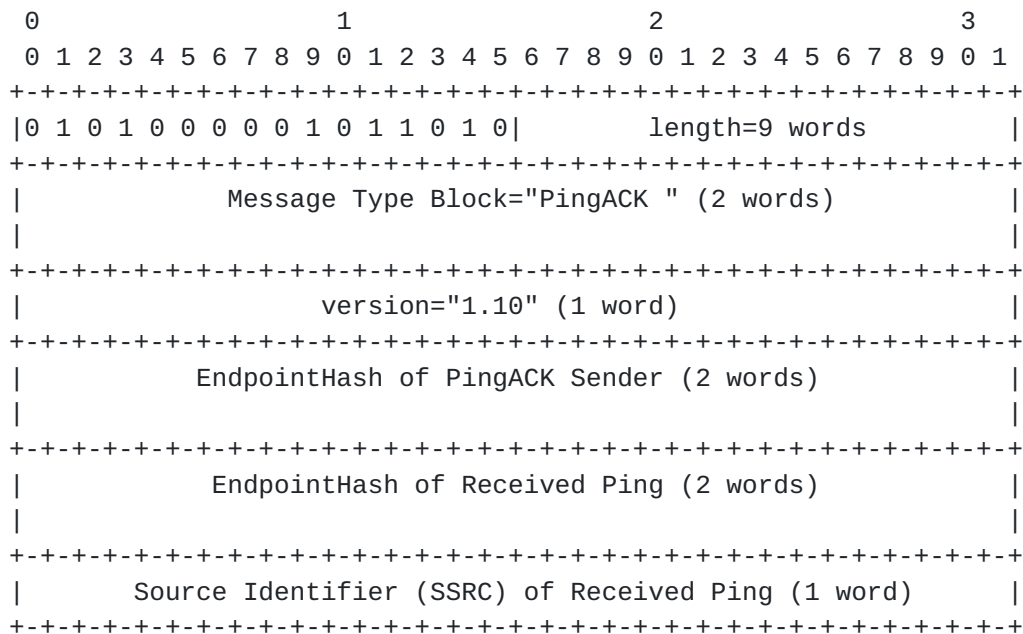 0                   1                   2                   3
 0 1 2 3 4 5 6 7 8 9 0 1 2 3 4 5 6 7 8 9 0 1 2 3 4 5 6 7 8 9 0 1
+-+-+-+-+-+-+-+-+-+-+-+-+-+-+-+-+-+-+-+-+-+-+-+-+-+-+-+-+-+-+-+-+
|0 1 0 1 0 0 0 0 0 1 0 1 1 0 1 0|        length=9 words         |
+-+-+-+-+-+-+-+-+-+-+-+-+-+-+-+-+-+-+-+-+-+-+-+-+-+-+-+-+-+-+-+-+
|             Message Type Block="PingACK " (2 words)           |
|                                                               |
+-+-+-+-+-+-+-+-+-+-+-+-+-+-+-+-+-+-+-+-+-+-+-+-+-+-+-+-+-+-+-+-+
|                   version="1.10" (1 word)                     |
+-+-+-+-+-+-+-+-+-+-+-+-+-+-+-+-+-+-+-+-+-+-+-+-+-+-+-+-+-+-+-+-+
|           EndpointHash of PingACK Sender (2 words)            |
|                                                               |
+-+-+-+-+-+-+-+-+-+-+-+-+-+-+-+-+-+-+-+-+-+-+-+-+-+-+-+-+-+-+-+-+
|            EndpointHash of Received Ping (2 words)            |
|                                                               |
+-+-+-+-+-+-+-+-+-+-+-+-+-+-+-+-+-+-+-+-+-+-+-+-+-+-+-+-+-+-+-+-+
|       Source Identifier (SSRC) of Received Ping (1 word)      |
+-+-+-+-+-+-+-+-+-+-+-+-+-+-+-+-+-+-+-+-+-+-+-+-+-+-+-+-+-+-+-+-+